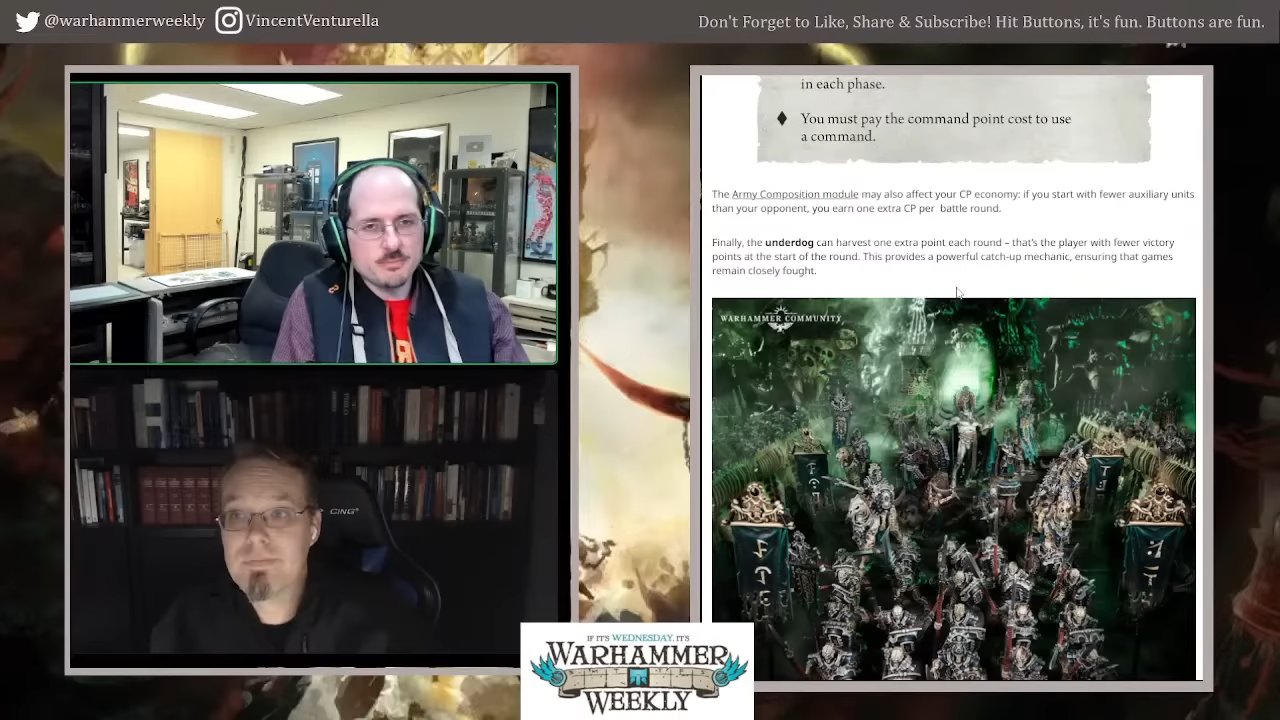 @warhammerweekly VincentVenturella
Don't Forget to Like, Share & Subscribe! Hit Buttons, it's fun. Buttons are fun.
in each phase.
You must pay the command point cost to use
a command.
The Army Composition module may also affect your CP economy: if you start with fewer auxiliary units
than your opponent, you earn one extra CP per battle round.
Finally, the underdog can harvest one extra point each round – that's the player with fewer victory
points at the start of the round. This provides a powerful catch-up mechanic, ensuring that games
remain closely fought.
WARHAMMER COMMUNITY
CING
IF IT'S WEDNESDAY, IT'S
WARHAMMER
WEEKLY